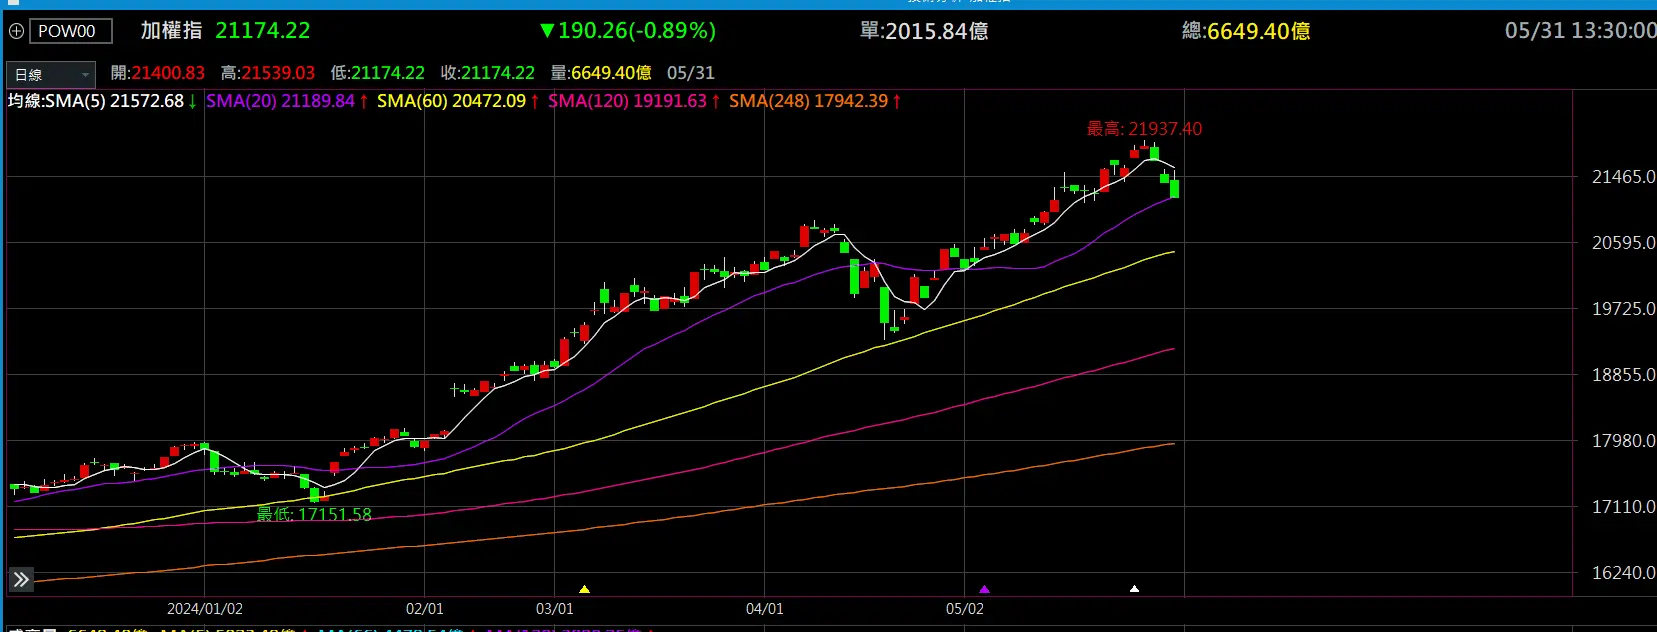 POW00 加權指 21174.22 ▼190.26(-0.89%) 單:2015.84億 總:6649.40億 05/31 13:30:00
日線 開:21400.83 高:21539.03 低:21174.22 收:21174.22 量:6649.40億 05/31
均線:SMA(5) 21572.68↓ SMA(20) 21189.84↑ SMA(60) 20472.09↑ SMA(120) 19191.63↑ SMA(248) 17942.39↑
最高: 21937.40
21465.0
20595.0
19725.0
18855.0
17980.0
17110.0
最低: 17151.58
16240.0
2024/01/02 02/01 03/01 04/01 05/02